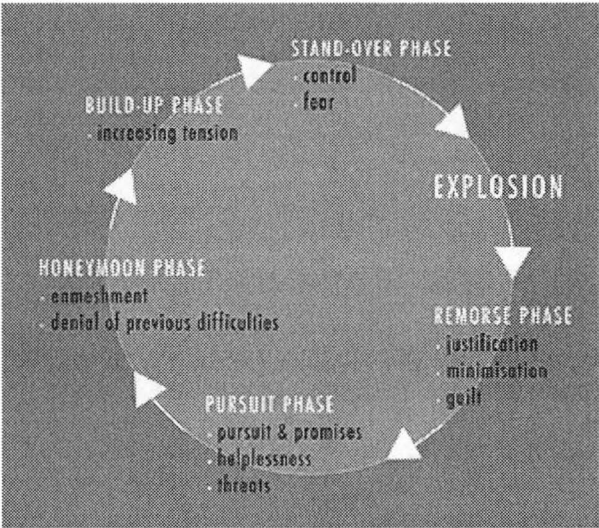 STAND-OVER PHASE
- control
- fear
BUILD-UP PHASE
- increasing tension
EXPLOSION
HONEYMOON PHASE
- enmeshment
- denial of previous difficulties
REMORSE PHASE
- justification
- minimisation
- guilt
PURSUIT PHASE
- pursuit & promises
- helplessness
- threats